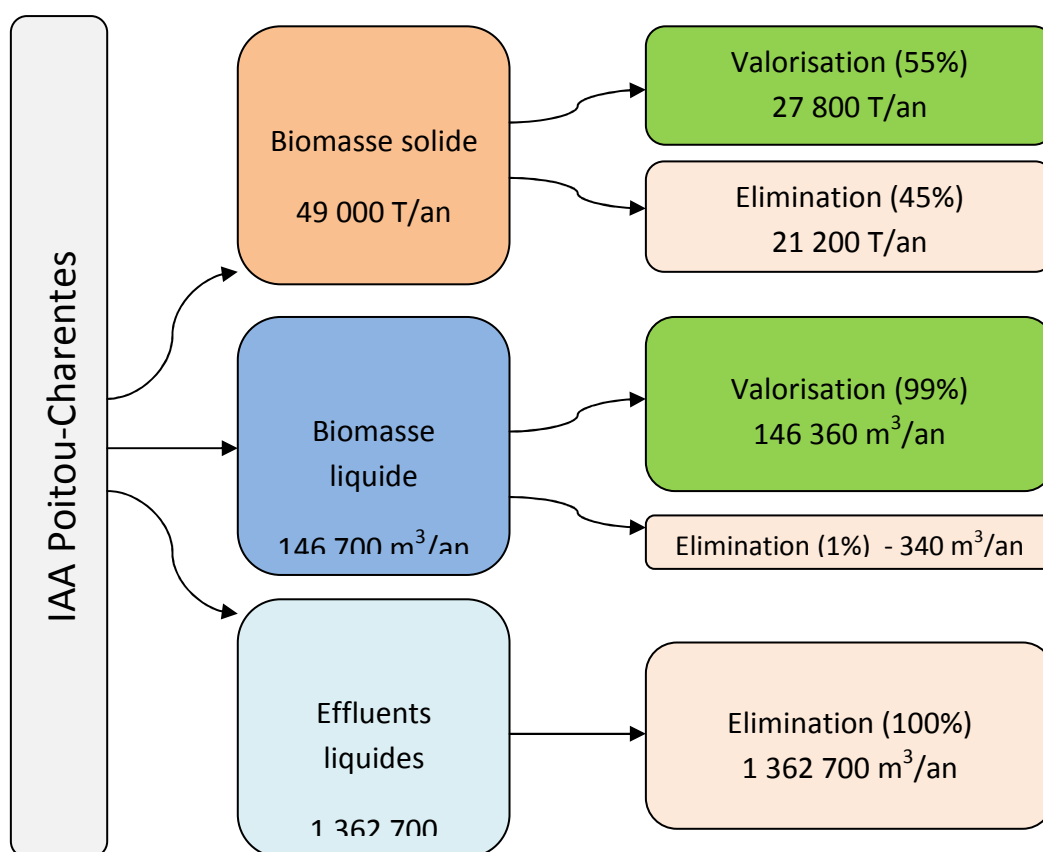 IAA Poitou-Charentes
Biomasse solide
49 000 T/an
Valorisation (55%)
27 800 T/an
Elimination (45%)
21 200 T/an
Biomasse
liquide
146 700 m³/an
Valorisation (99%)
146 360 m³/an
Elimination (1%) - 340 m³/an
Effluents
liquides
1 362 700
Elimination (100%)
1 362 700 m³/an